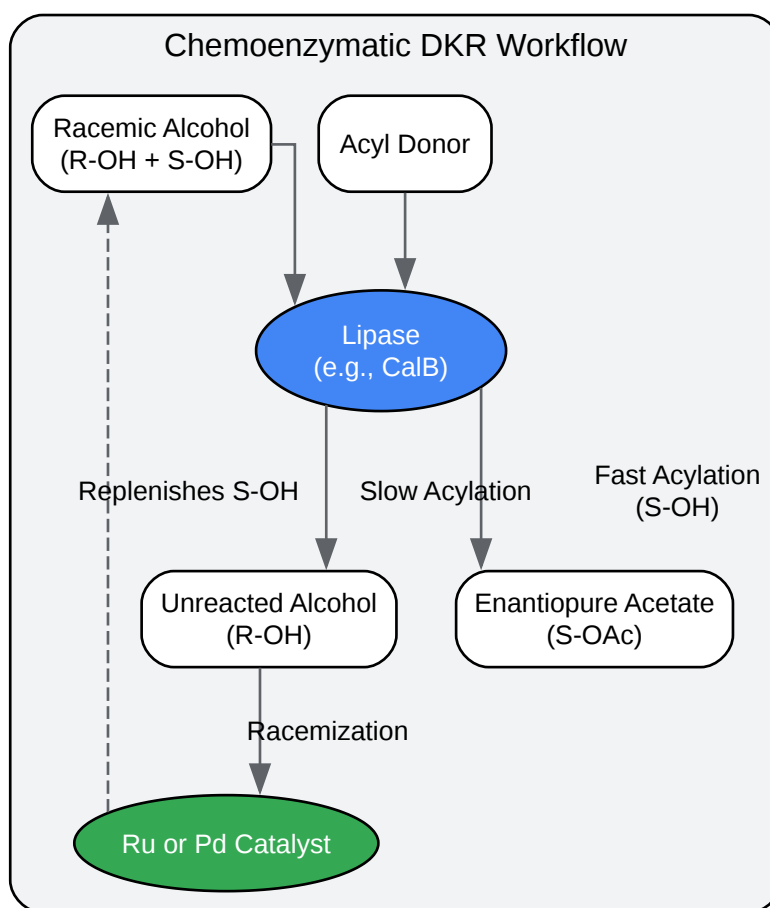 Chemoenzymatic DKR Workflow
Racemic Alcohol
(R-OH + S-OH)
Acyl Donor
Lipase
(e.g., CalB)
Replenishes S-OH
Slow Acylation
Fast Acylation
(S-OH)
Unreacted Alcohol
(R-OH)
Enantiopure Acetate
(S-OAc)
Racemization
Ru or Pd Catalyst